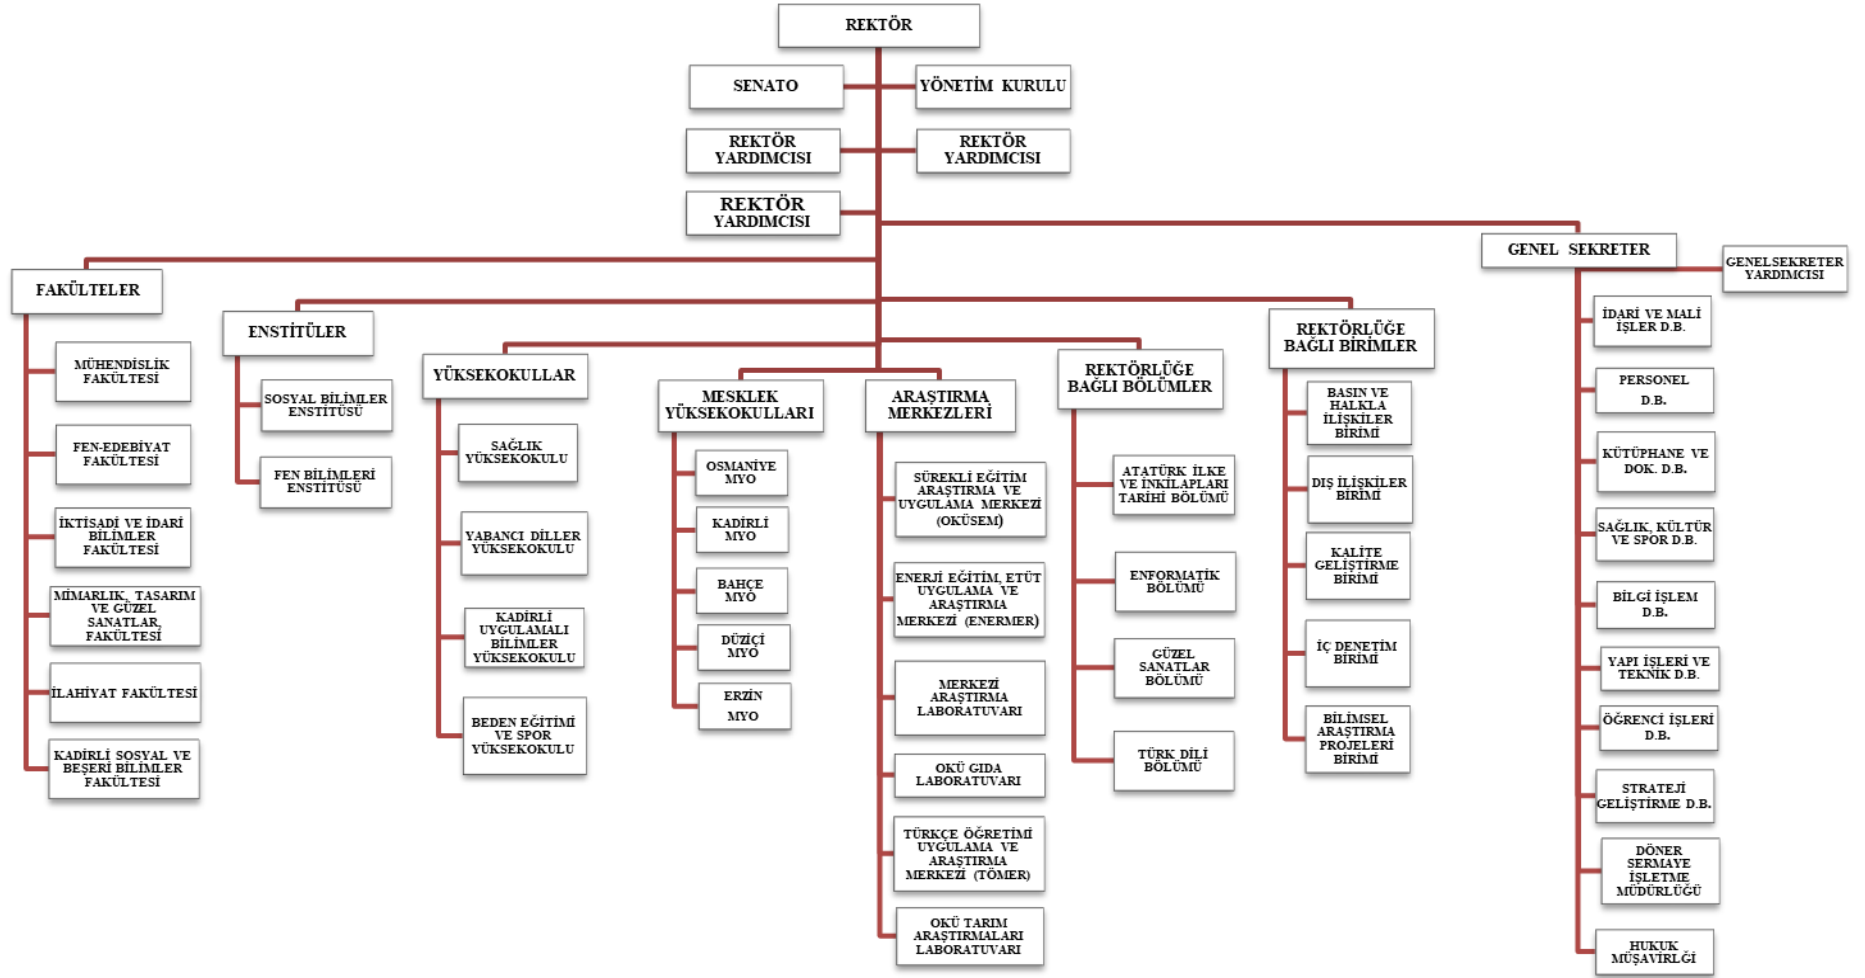 REKTÖR
SENATO
YÖNETİM KURULU
REKTÖR
YARDIMCISI
REKTÖR
YARDIMCISI
REKTÖR
YARDIMCISI
GENEL SEKRETER
GENELSEKRETER
YARDIMCISI
FAKÜLTELER
MÜHENDİSLİK
FAKÜLTESİ
FEN-EDEBİYAT
FAKÜLTESİ
İKTİSADİ VE İDARİ
BİLİMLER
FAKÜLTESİ
MİMARLIK, TASARIM
VE GÜZEL
SANATLAR,
FAKÜLTESİ
İLAHİYAT FAKÜLTESİ
KADİRLİ SOSYAL VE
BEŞERİ BİLİMLER
FAKÜLTESİ
ENSTİTÜLER
SOSYAL BİLİMLER
ENSTİTÜSÜ
FEN BİLİMLERİ
ENSTİTÜSÜ
YÜKSEKOKULLAR
SAĞLIK
YÜKSEKOKULU
YABANCI DİLLER
YÜKSEKOKULU
KADİRLİ
UYGULAMALI
BİLİMLER
YÜKSEKOKULU
BEDEN EĞİTİMİ
VE SPOR
YÜKSEKOKULU
MESKLEK
YÜKSEKOKULLARI
OSMANİYE
MYO
KADİRLİ
MYO
BAHÇE
MYO
DÜZİÇİ
MYO
ERZİN
MYO
ARAŞTIRMA
MERKEZLERİ
SÜREKLİ EĞİTİM
ARAŞTIRMA VE
UYGULAMA MERKEZİ
(OKÜSEM)
ENERJİ EĞİTİM, ETÜT
UYGULAMA VE
ARAŞTIRMA
MERKEZİ (ENERMER)
MERKEZİ
ARAŞTIRMA
LABORATUVARI
OKÜ GIDA
LABORATUVARI
TÜRKÇE ÖĞRETİMİ
UYGULAMA VE
ARAŞTIRMA
MERKEZİ (TÖMER)
OKÜ TARIM
ARAŞTIRMALARI
LABORATUVARI
REKTÖRLÜĞE
BAĞLI BÖLÜMLER
ATATÜRK İLKE
VE İNKİLAPLARI
TARİHİ BÖLÜMÜ
ENFORMATİK
BÖLÜMÜ
GÜZEL
SANATLAR
BÖLÜMÜ
TÜRK DİLİ
BÖLÜMÜ
REKTÖRLÜĞE
BAĞLI BİRİMLER
BASIN VE
HALKLA
İLİŞKİLER
BİRİMİ
DIŞ İLİŞKİLER
BİRİMİ
KALİTE
GELİŞTİRME
BİRİMİ
İÇ DENETİM
BİRİMİ
BİLİMSEL
ARAŞTIRMA
PROJELERİ
BİRİMİ
İDARİ VE MALİ
İŞLER D.B.
PERSONEL
D.B.
KÜTÜPHANE VE
DOK. D.B.
SAĞLIK, KÜLTÜR
VE SPOR D.B.
BİLGİ İŞLEM
D.B.
YAPI İŞLERİ VE
TEKNİK D.B.
ÖĞRENCİ İŞLERİ
D.B.
STRATEJİ
GELİŞTİRME D.B.
DÖNER
SERMAYE
İŞLETME
MÜDÜRLÜĞÜ
HUKUK
MÜŞAVİRLĞİ